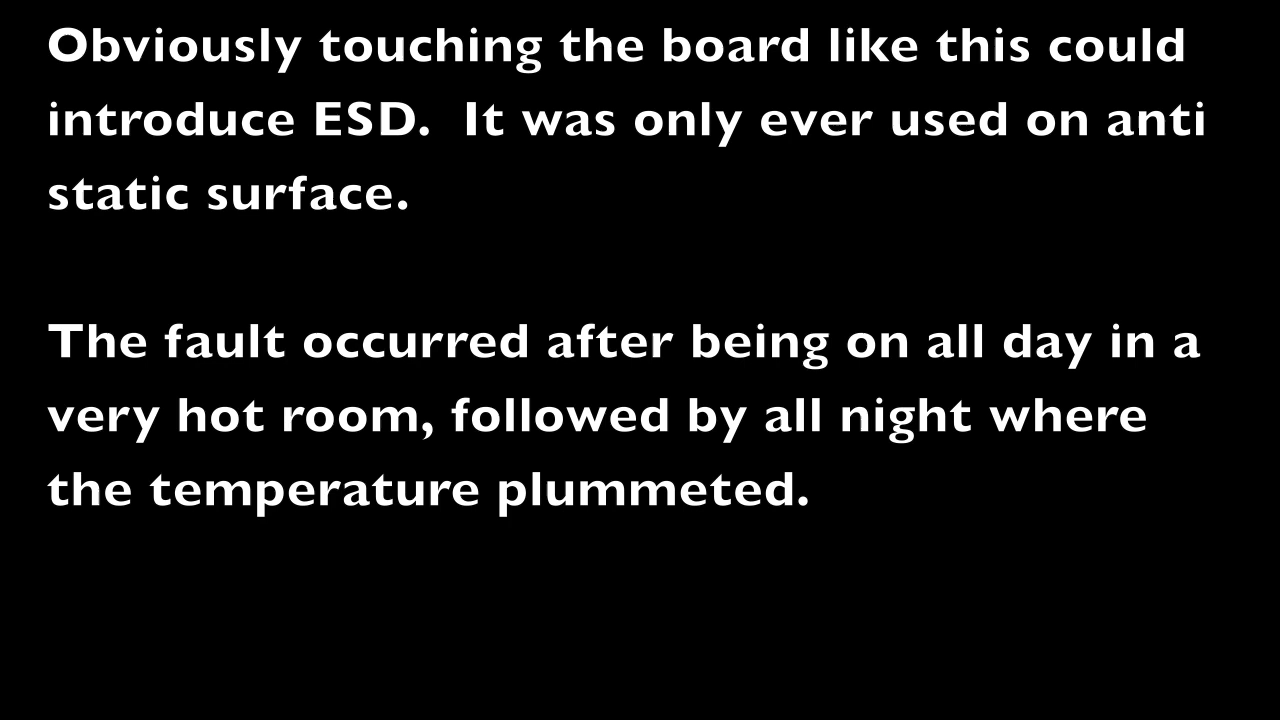 Obviously touching the board like this could
introduce ESD.  It was only ever used on anti
static surface.
The fault occurred after being on all day in a
very hot room, followed by all night where
the temperature plummeted.